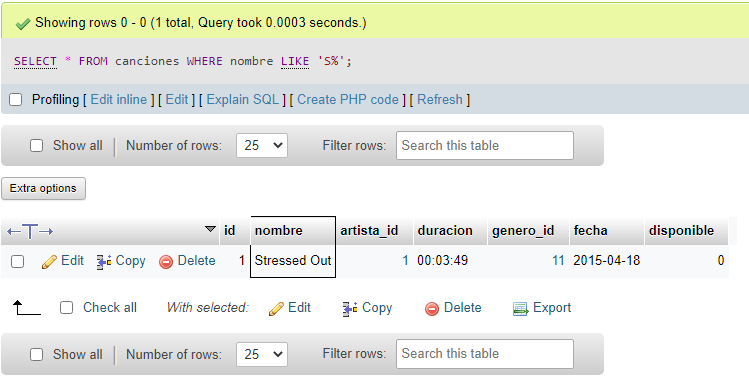 Showing rows 0 - 0 (1 total, Query took 0.0003 seconds.)
SELECT * FROM canciones WHERE nombre LIKE 'S%';
Profiling [ Edit inline ] [ Edit ] [ Explain SQL ] [ Create PHP code ] [ Refresh ]
Show all Number of rows: 25 Filter rows: Search this table
Extra options
←T→ id nombre artista_id duracion genero_id fecha disponible
Edit Copy Delete 1 Stressed Out 1 00:03:49 11 2015-04-18 0
Check all With selected: Edit Copy Delete Export
Show all Number of rows: 25 Filter rows: Search this table